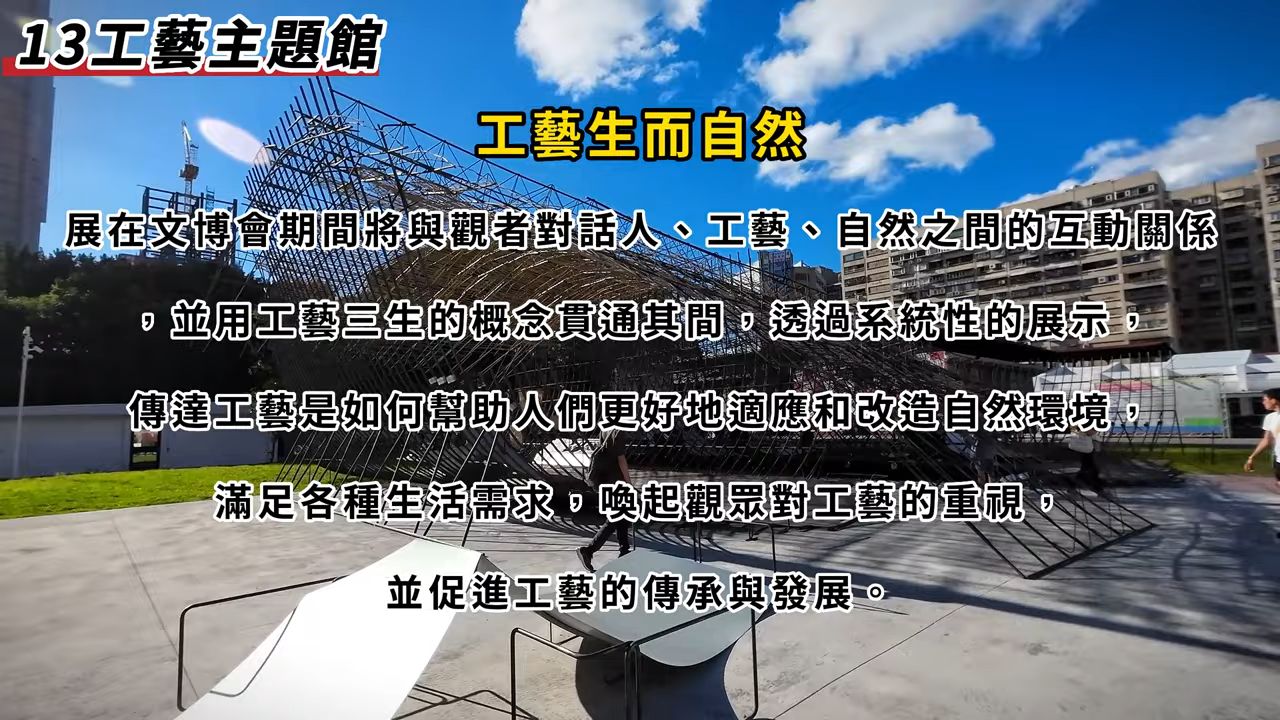 13工藝主題館
工藝生而自然
展在文博會期間將與觀者對話人、工藝、自然之間的互動關係
，並用工藝三生的概念貫通其間，透過系統性的展示，
傳達工藝是如何幫助人們更好地適應和改造自然環境，
滿足各種生活需求，喚起觀眾對工藝的重視，
並促進工藝的傳承與發展。